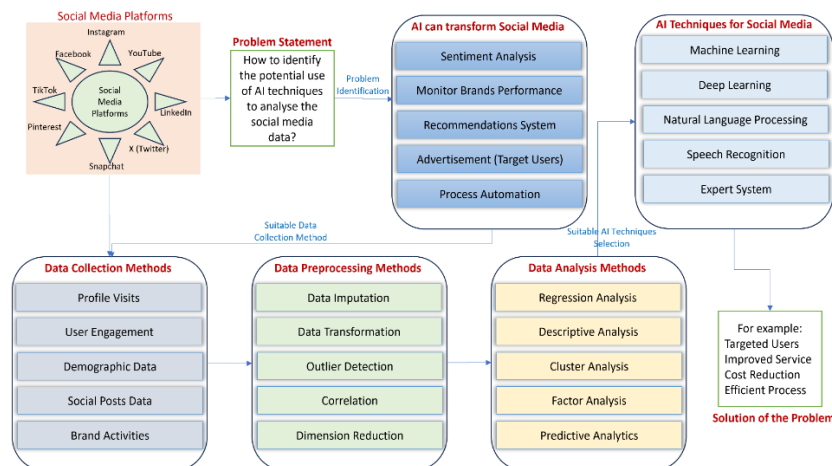 Social Media Platforms
Instagram
Facebook
YouTube
TikTok
Social
Media
Platforms
LinkedIn
Pinterest
X (Twitter)
Snapchat
Problem Statement
How to identify
the potential use
of AI techniques
to analyse the
social media
data?
Problem
Identification
AI can transform Social Media
Sentiment Analysis
Monitor Brands Performance
Recommendations System
Advertisement (Target Users)
Process Automation
AI Techniques for Social Media
Machine Learning
Deep Learning
Natural Language Processing
Speech Recognition
Expert System
Suitable Data
Collection Method
Suitable AI Techniques
Selection
Data Collection Methods
Profile Visits
User Engagement
Demographic Data
Social Posts Data
Brand Activities
Data Preprocessing Methods
Data Imputation
Data Transformation
Outlier Detection
Correlation
Dimension Reduction
Data Analysis Methods
Regression Analysis
Descriptive Analysis
Cluster Analysis
Factor Analysis
Predictive Analytics
For example:
Targeted Users
Improved Service
Cost Reduction
Efficient Process
Solution of the Problem